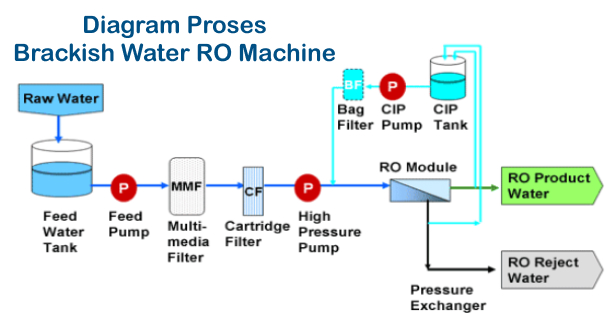 Diagram Proses
Brackish Water RO Machine
Raw Water
BF
P
Bag
Filter
CIP
Pump
CIP
Tank
RO Module
P
MMF
CF
P
RO Product
Water
Feed
Water
Tank
Feed
Pump
Multi-
media
Filter
Cartridge
Filter
High
Pressure
Pump
RO Reject
Water
Pressure
Exchanger